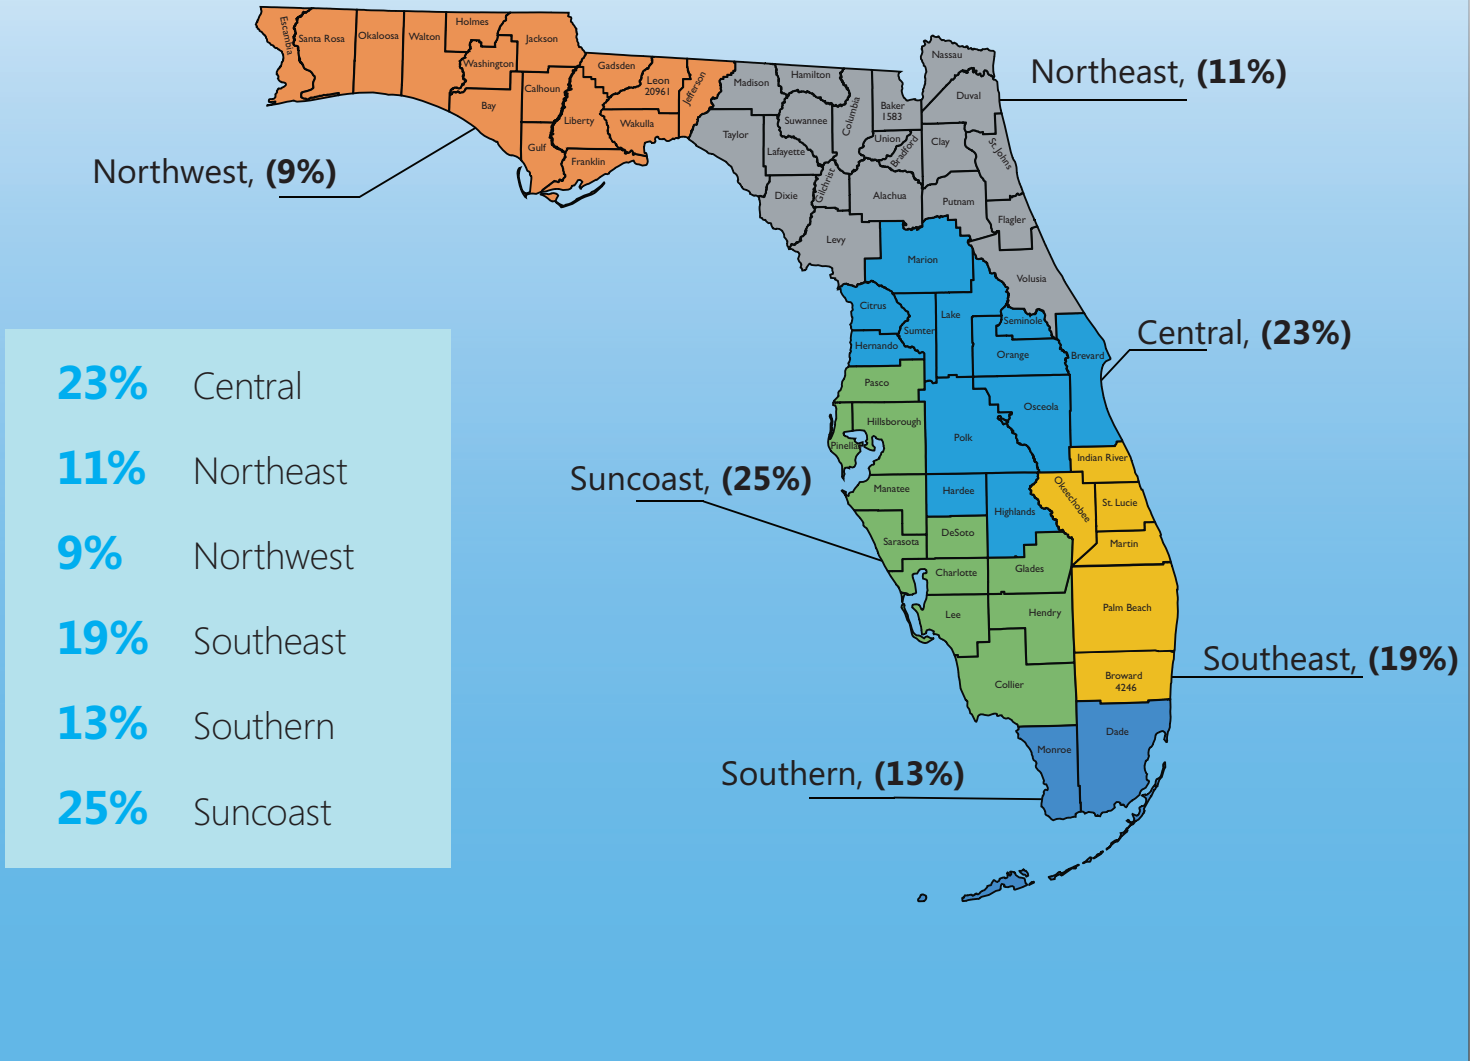 Escambia
Santa Rosa
Okaloosa
Walton
Holmes
Washington
Jackson
Bay
Calhoun
Gulf
Liberty
Gadsden
Franklin
Leon
20961
Wakulla
Jefferson
Madison
Hamilton
Taylor
Suwannee
Lafayette
Columbia
Baker
1583
Union
Bradford
Nassau
Duval
Clay
St. Johns
Dixie
Gilchrist
Alachua
Putnam
Flagler
Levy
Volusia
Northeast, (11%)
Northwest, (9%)
Marion
Citrus
Sumter
Lake
Seminole
Hernando
Orange
Brevard
Central, (23%)
Pasco
Osceola
Hillsborough
Pinellas
Polk
Indian River
Suncoast, (25%)
Manatee
Hardee
Highlands
Okeechobee
St. Lucie
Sarasota
DeSoto
Martin
Charlotte
Glades
Lee
Hendry
Palm Beach
Collier
Broward
4246
Southeast, (19%)
Monroe
Dade
Southern, (13%)
23% Central
11% Northeast
9% Northwest
19% Southeast
13% Southern
25% Suncoast